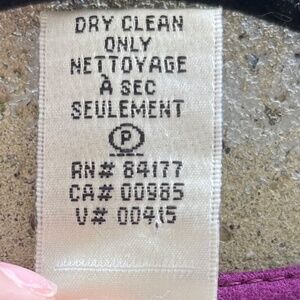 DRY CLEAN
ONLY
NETTOYAGE
À SEC
SEULEMENT
P
RN# 84177
CA# 00985
V# 00415